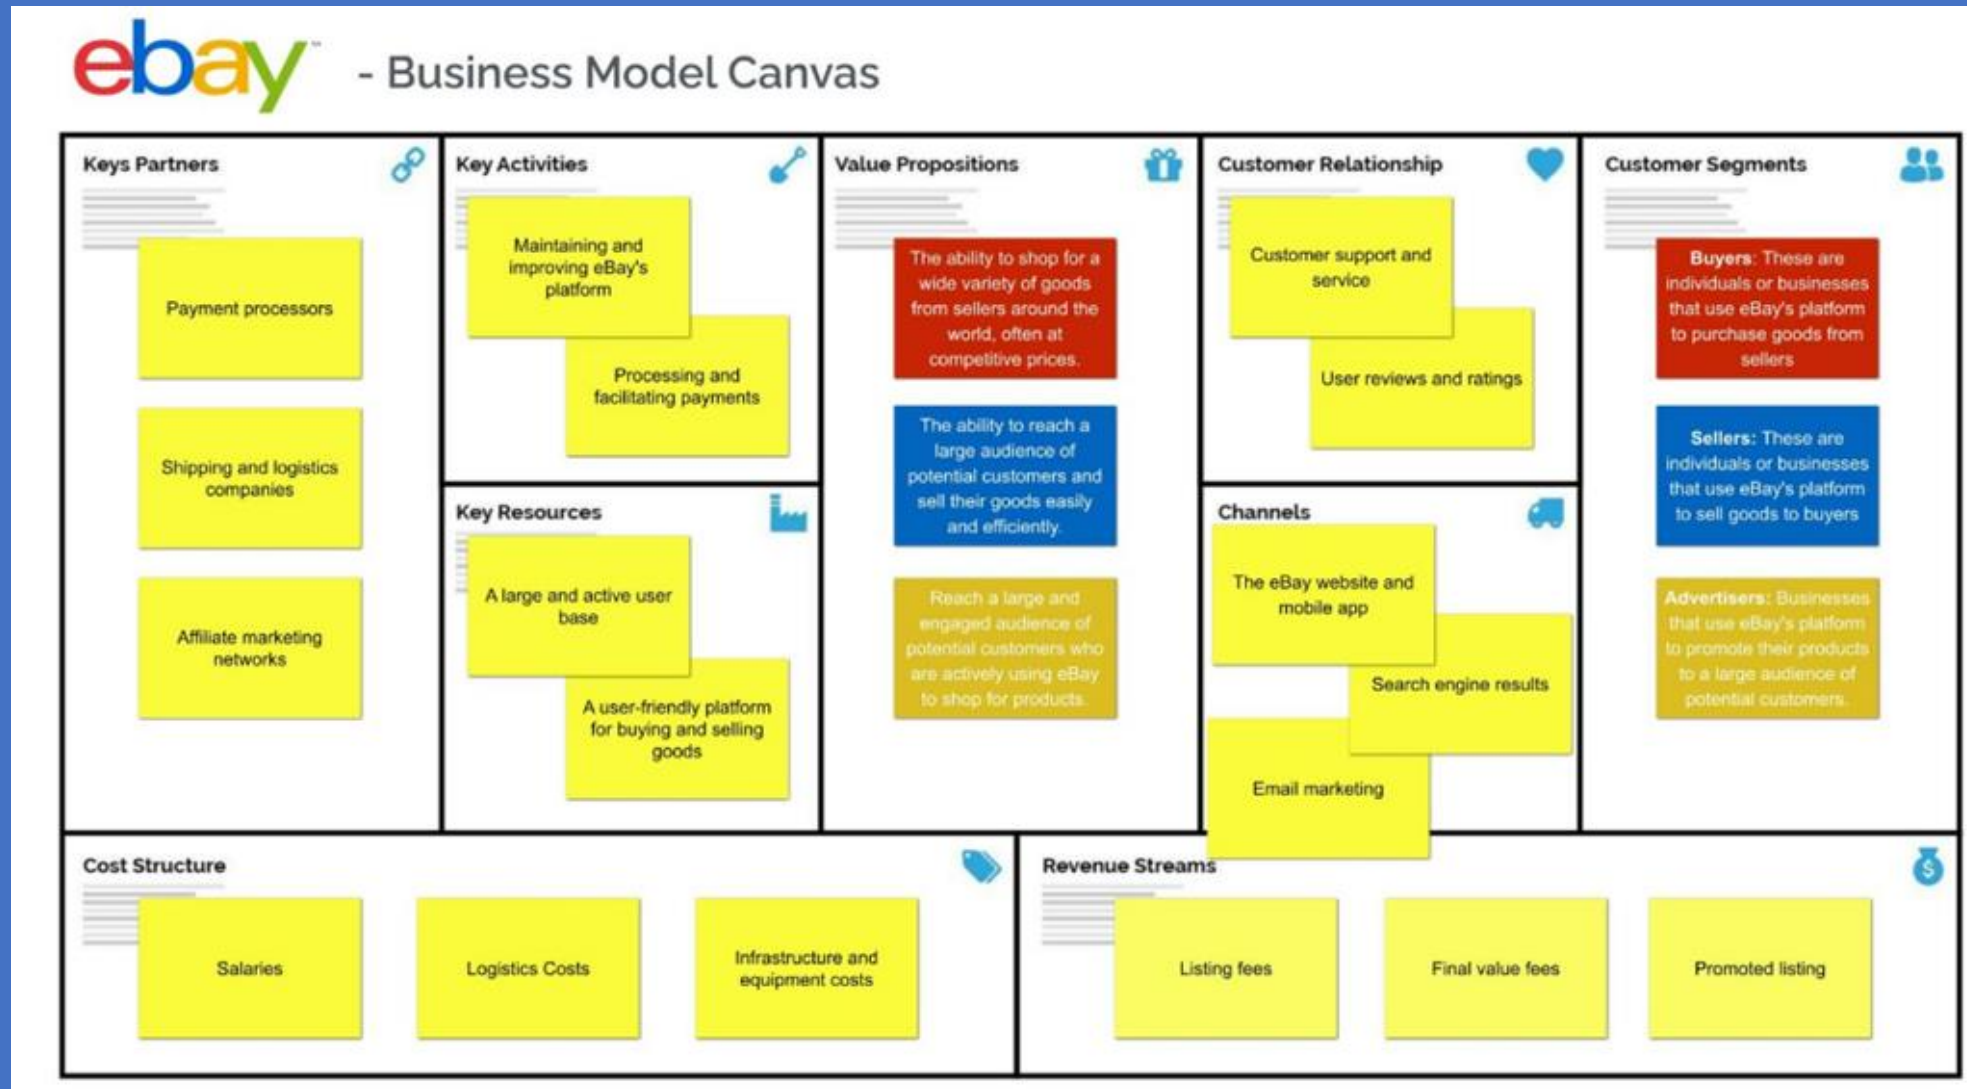 ebay™ - Business Model Canvas
Keys Partners
Payment processors
Shipping and logistics
companies
Affiliate marketing
networks
Key Activities
Maintaining and
improving eBay's
platform
Processing and
facilitating payments
Key Resources
A large and active user
base
A user-friendly platform
for buying and selling
goods
Value Propositions
The ability to shop for a
wide variety of goods
from sellers around the
world, often at
competitive prices.
The ability to reach a
large audience of
potential customers and
sell their goods easily
and efficiently.
Reach a large and
engaged audience of
potential customers who
are actively using eBay
to shop for products.
Customer Relationship
Customer support and
service
User reviews and ratings
Channels
The eBay website and
mobile app
Search engine results
Email marketing
Customer Segments
Buyers: These are
individuals or businesses
that use eBay's platform
to purchase goods from
sellers
Sellers: These are
individuals or businesses
that use eBay's platform
to sell goods to buyers
Advertisers: Businesses
that use eBay's platform
to promote their products
to a large audience of
potential customers.
Cost Structure
Salaries
Logistics Costs
Infrastructure and
equipment costs
Revenue Streams
$
Listing fees
Final value fees
Promoted listing